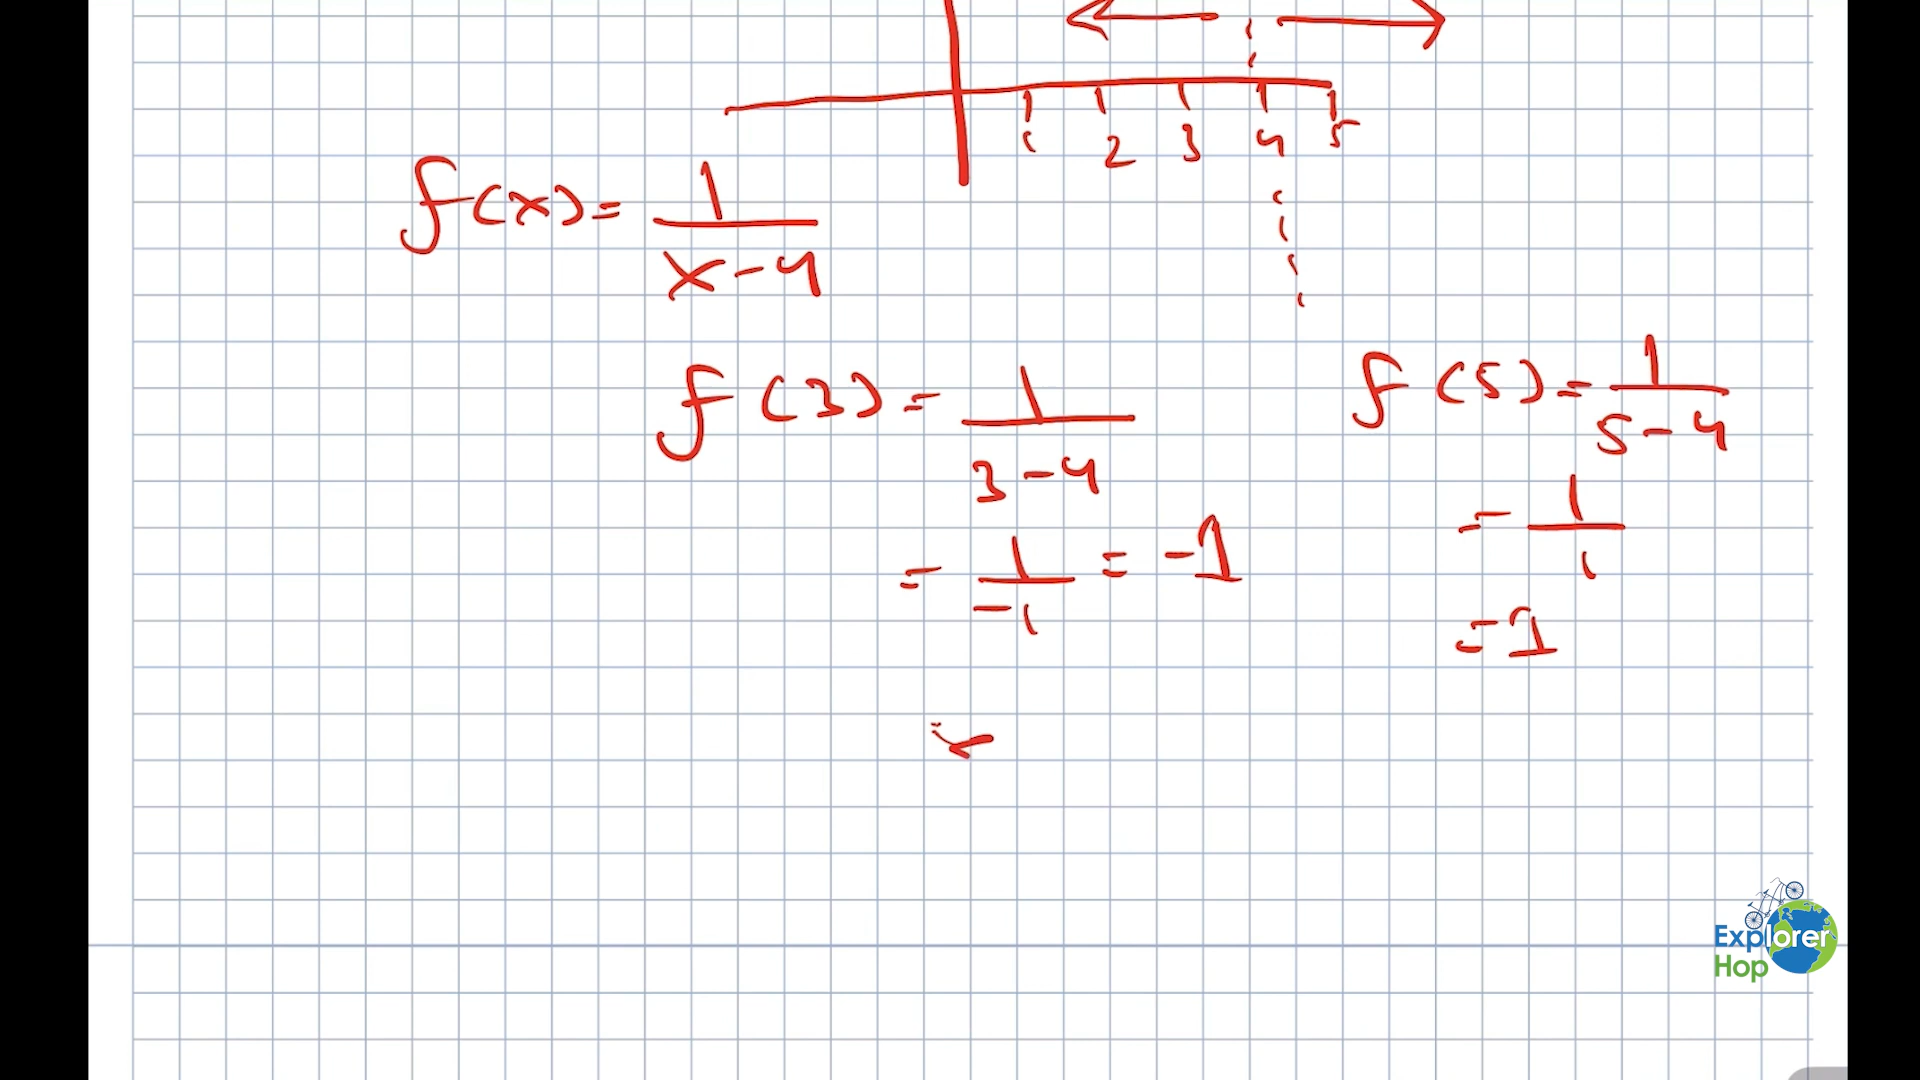 1 2 3 4 5
f(x) = 1/(x-4)
f(3) = 1/(3-4)
= 1/-1 = -1
f(5) = 1/(5-4)
= 1/1
= 1
Explorer
Hop